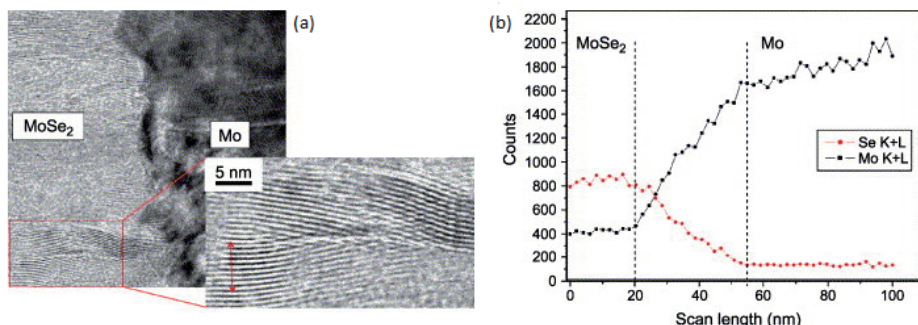 (a)
MoSe₂
Mo
5 nm
(b)
MoSe₂
Mo
Counts
2200
2000
1800
1600
1400
1200
1000
800
600
400
200
0
Se K+L
Mo K+L
0 20 40 60 80 100
Scan length (nm)